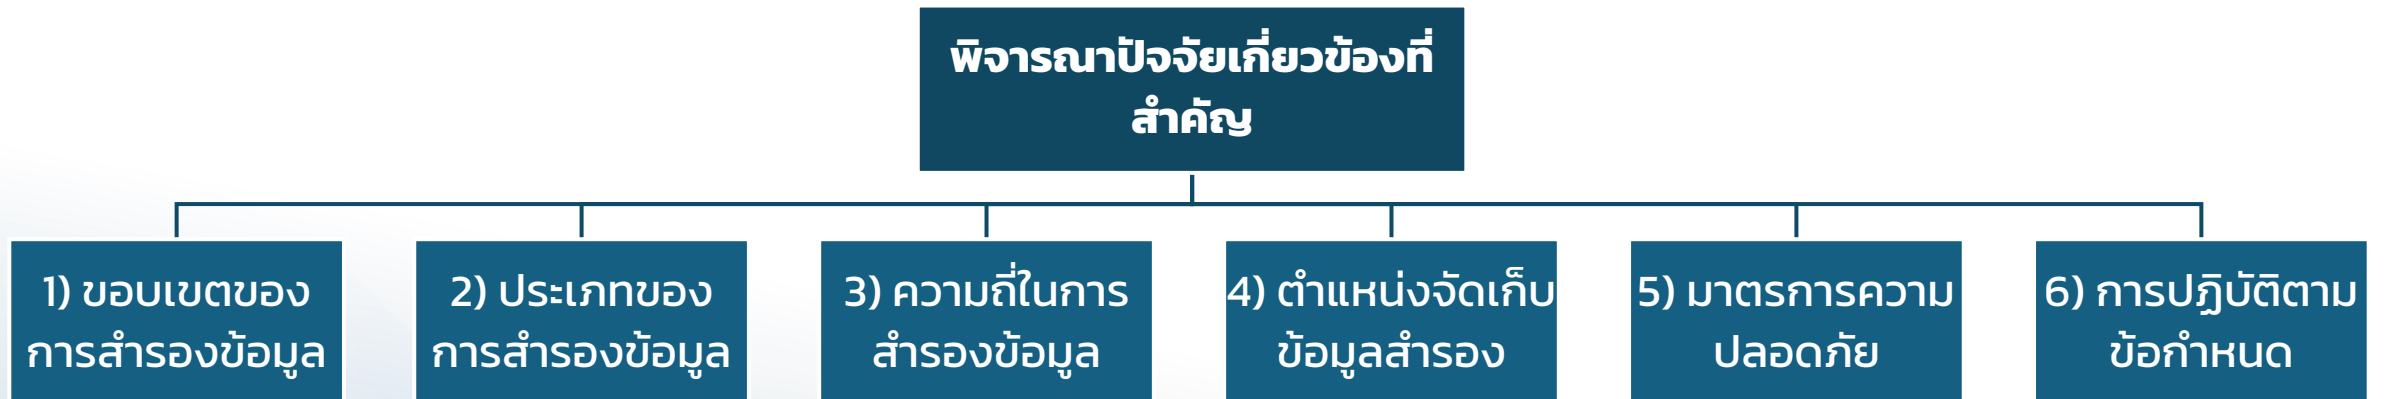 พิจารณาปัจจัยเกี่ยวข้องที่
สำคัญ
1) ขอบเขตของ
การสำรองข้อมูล
2) ประเภทของ
การสำรองข้อมูล
3) ความถี่ในการ
สำรองข้อมูล
4) ตำแหน่งจัดเก็บ
ข้อมูลสำรอง
5) มาตรการความ
ปลอดภัย
6) การปฏิบัติตาม
ข้อกำหนด